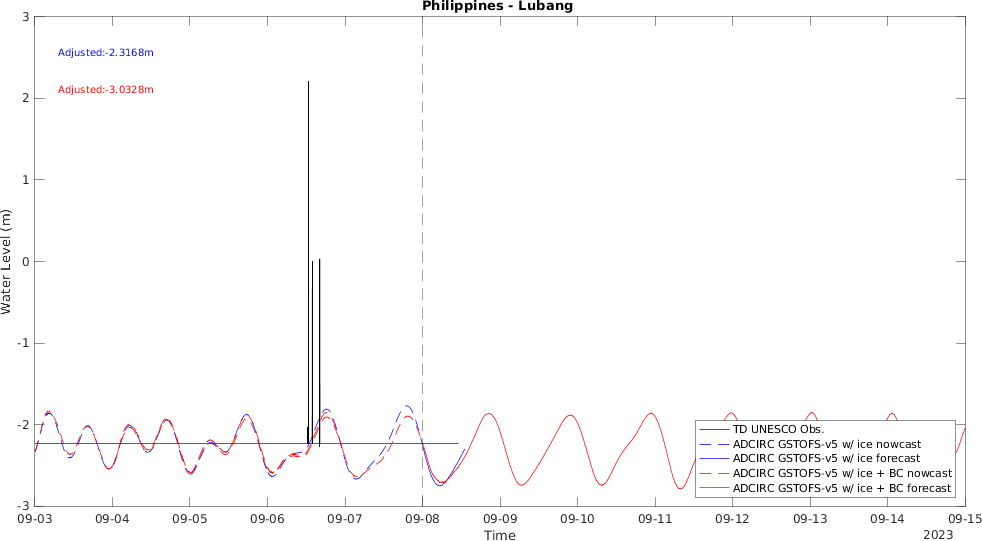 Philippines - Lubang
Adjusted:-2.3168m
Adjusted:-3.0328m
Water Level (m)
3
2
1
0
-1
-2
-3
TD UNESCO Obs.
ADCIRC GSTOFS-v5 w/ ice nowcast
ADCIRC GSTOFS-v5 w/ ice forecast
ADCIRC GSTOFS-v5 w/ ice + BC nowcast
ADCIRC GSTOFS-v5 w/ ice + BC forecast
09-03 09-04 09-05 09-06 09-07 09-08 09-09 09-10 09-11 09-12 09-13 09-14 09-15
Time
2023